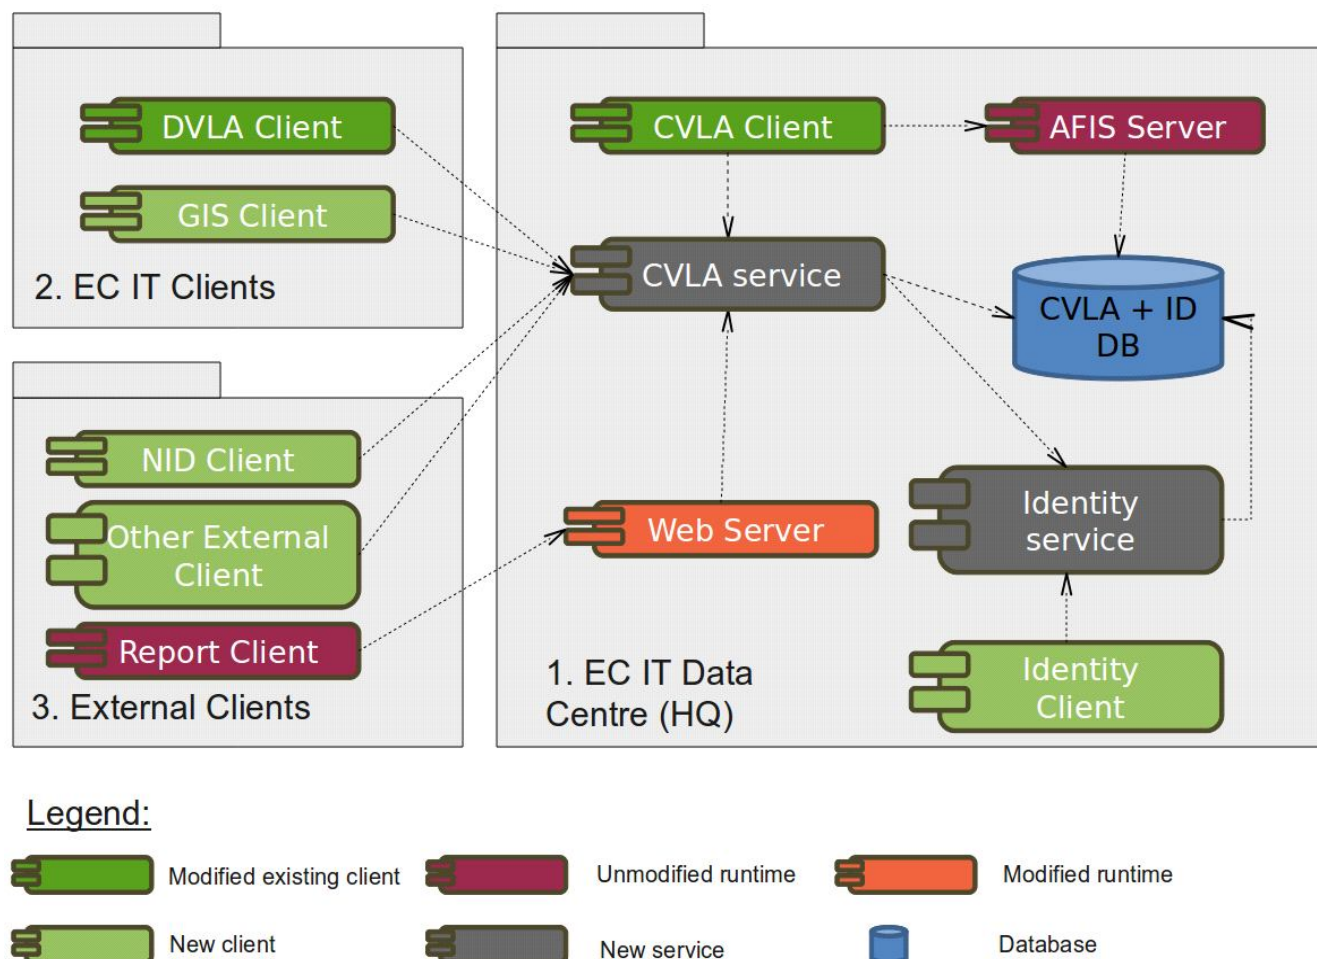 DVLA Client
GIS Client
2. EC IT Clients
CVLA Client
AFIS Server
CVLA service
CVLA + ID
DB
NID Client
Other External
Client
Report Client
3. External Clients
Web Server
Identity
service
1. EC IT Data
Centre (HQ)
Identity
Client
Legend:
Modified existing client
Unmodified runtime
Modified runtime
New client
New service
Database